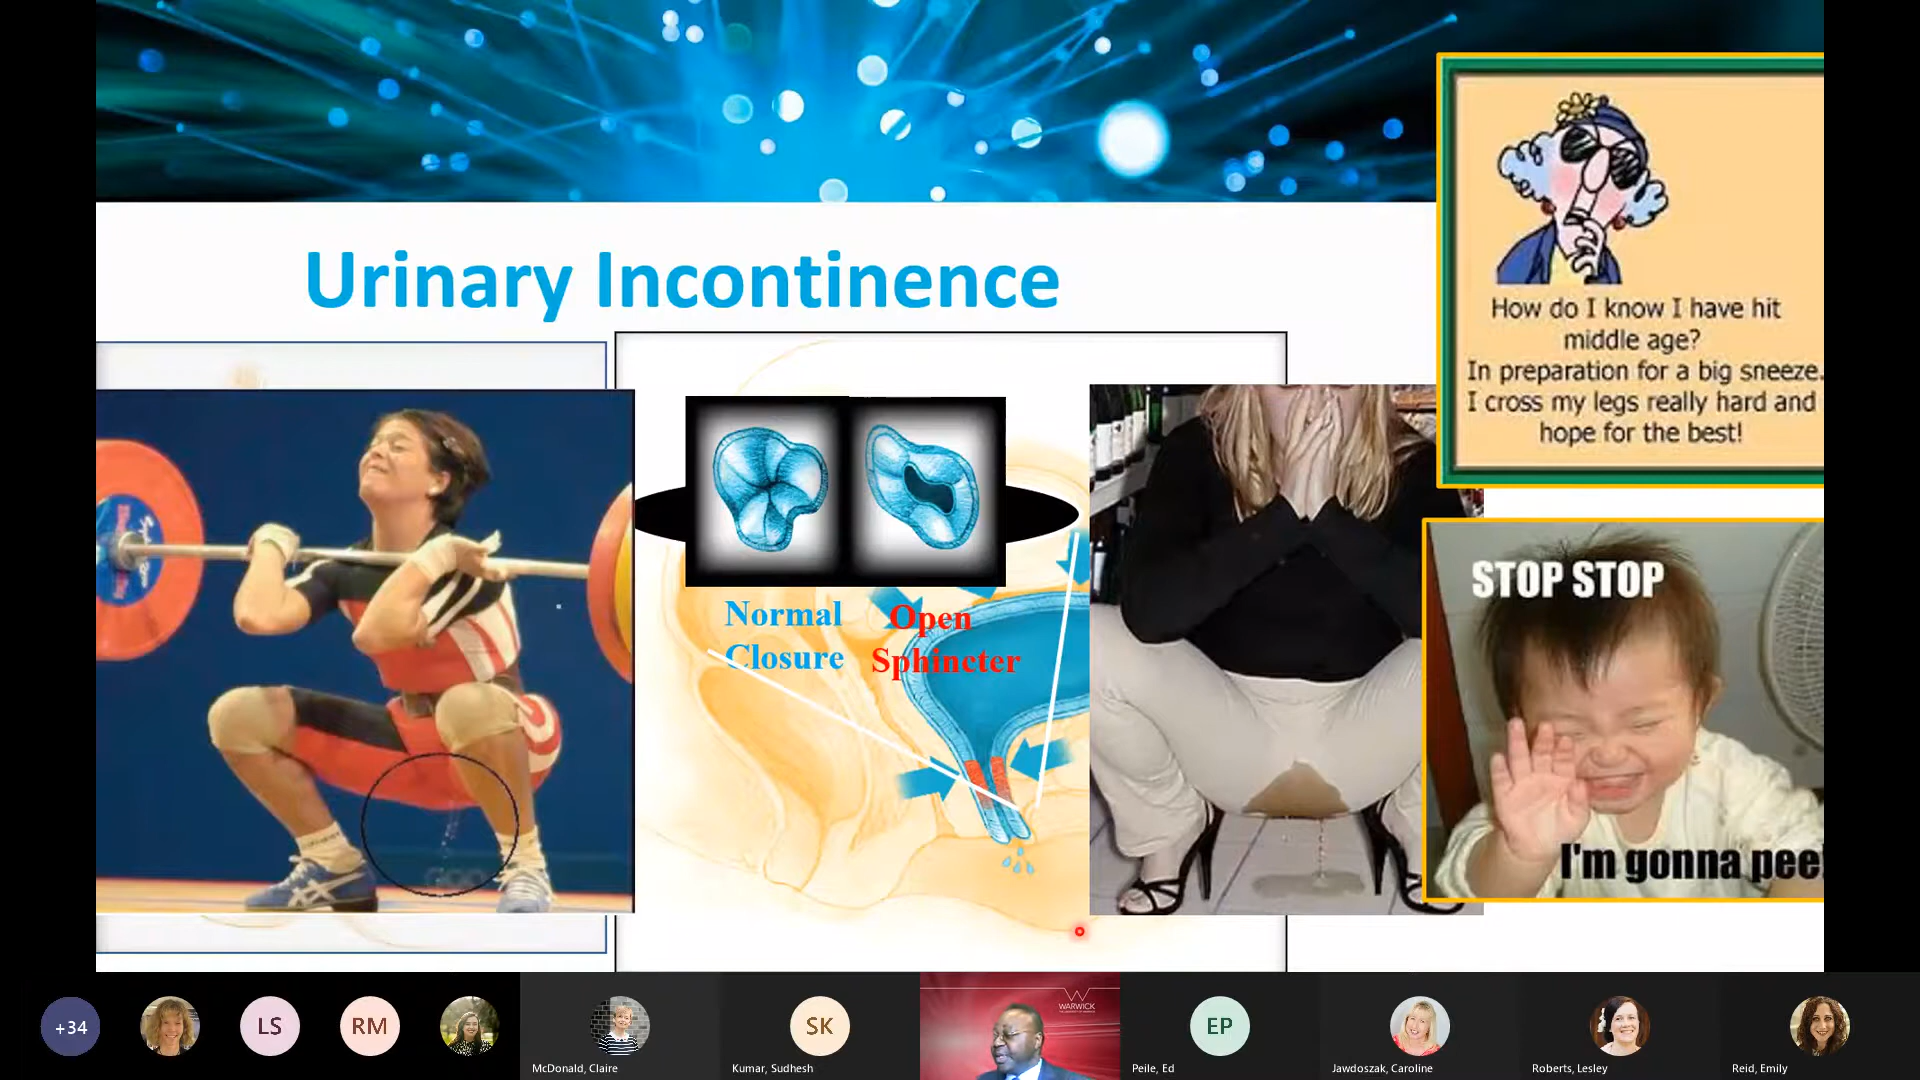 Urinary Incontinence
How do I know I have hit
middle age?
In preparation for a big sneeze.
I cross my legs really hard and
hope for the best!
Normal
Closure
Open
Sphincter
STOP STOP
I'm gonna pee!
+34
LS
RM
McDonald, Claire
SK
Kumar, Sudhesh
WARWICK
EP
Peile, Ed
Jawdoszak, Caroline
Roberts, Lesley
Reid, Emily